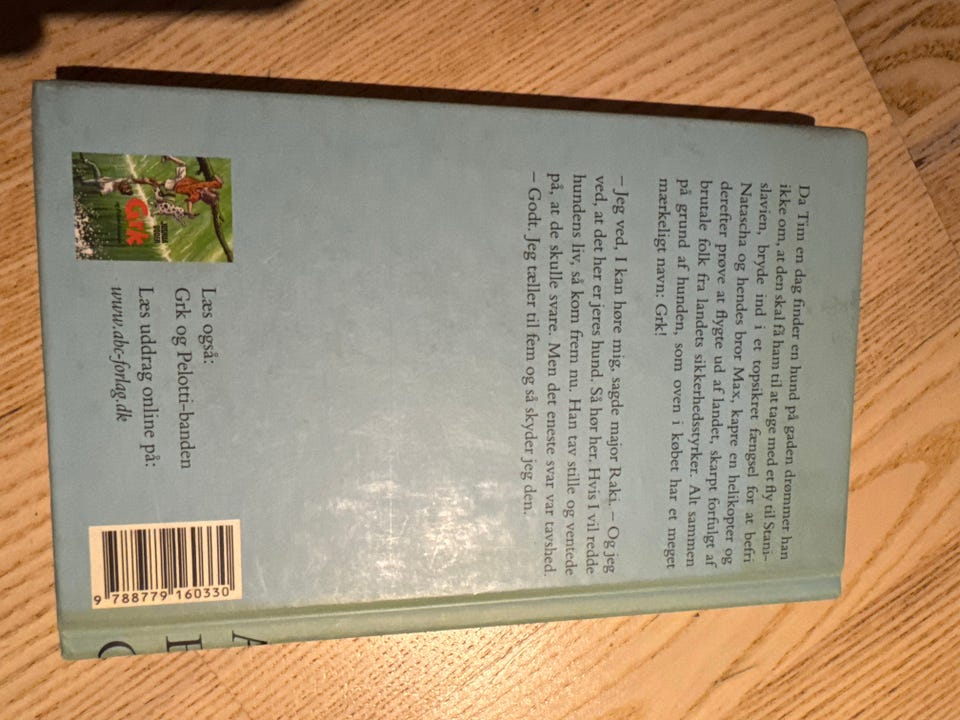 Da Tim en dag finder en hund på gaden drømmer han
ikke om, at den skal få ham til at tage med et fly til Stani-
slavien, bryde ind i et topsikret fængsel for at befri
Natascha og hendes bror Max, kapre en helikopter og
derefter prøve at flygte ud af landet, skarpt forfulgt af
brutale folk fra landets sikkerhedsstyrker. Alt sammen
på grund af hunden, som oven i købet har et meget
mærkeligt navn: Grk!
– Jeg ved, I kan høre mig, sagde major Raki. – Og jeg
ved, at det her er jeres hund. Så hør her. Hvis I vil redde
hundens liv, så kom frem nu. Han tav stille og ventede
på, at de skulle svare. Men det eneste svar var tavshed.
– Godt. Jeg tæller til fem og så skyder jeg den.
Grk
Læs også:
Grk og Pelotti-banden
Læs uddrag online på:
www.abc-forlag.dk
9 788779 160330